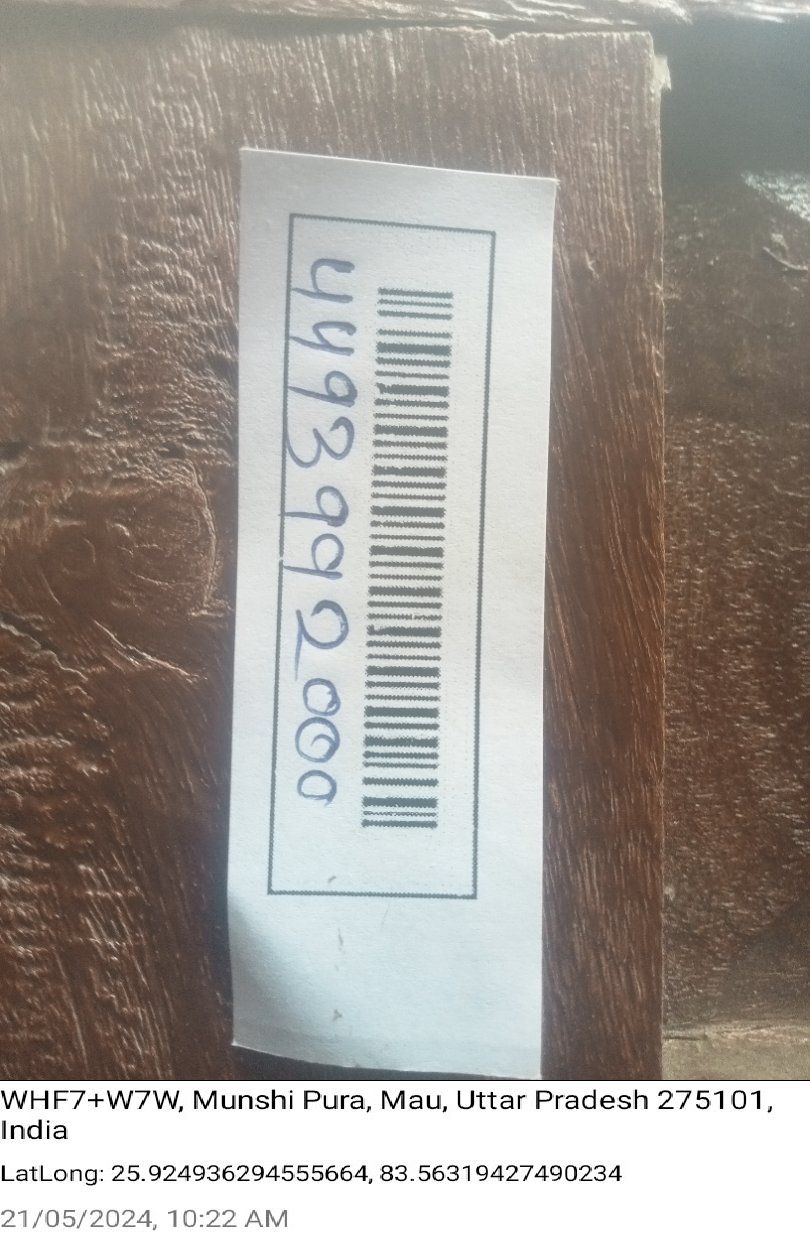 4493992000
WHF7+W7W, Munshi Pura, Mau, Uttar Pradesh 275101,
India
LatLong: 25.924936294555664, 83.56319427490234
21/05/2024, 10:22 AM